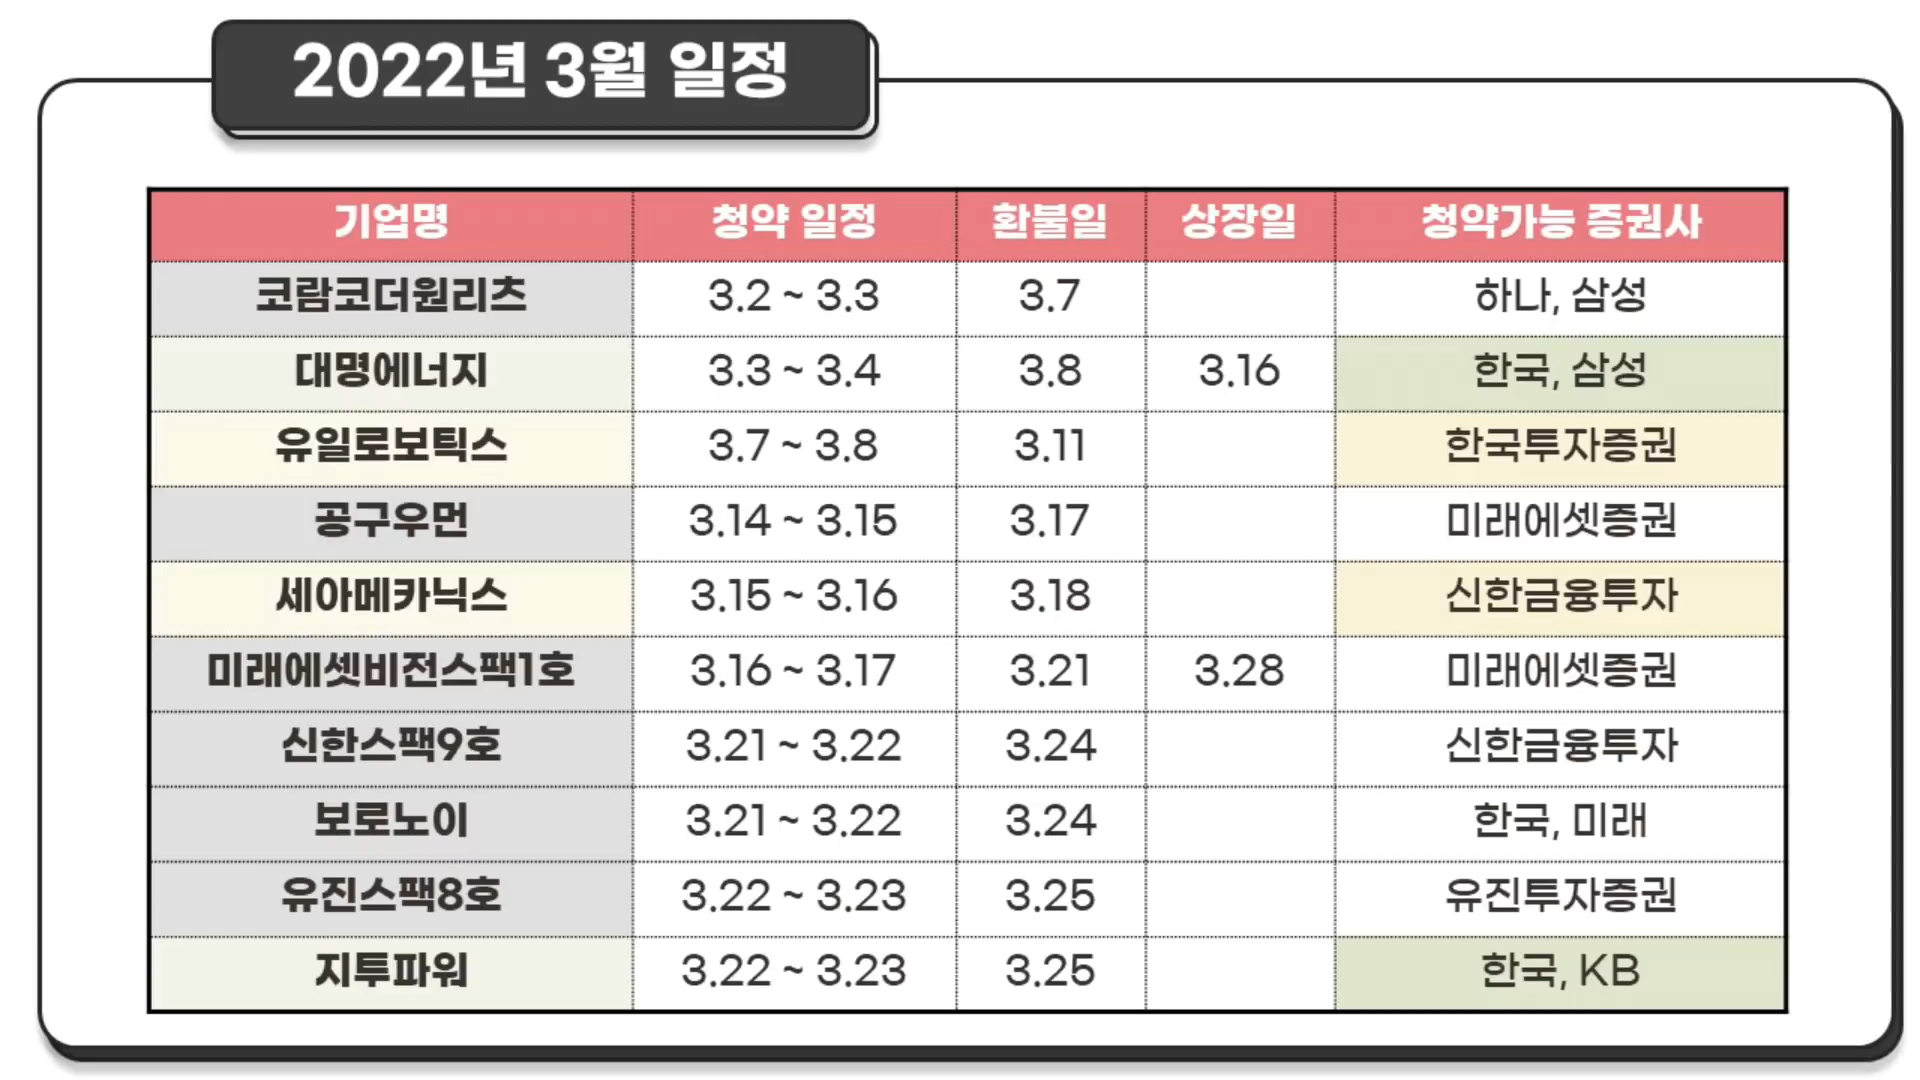 2022년 3월 일정
기업명 청약 일정 환불일 상장일 청약가능 증권사
코람코더원리츠 3.2 ~ 3.3 3.7 하나, 삼성
대명에너지 3.3 ~ 3.4 3.8 3.16 한국, 삼성
유일로보틱스 3.7 ~ 3.8 3.11 한국투자증권
공구우먼 3.14 ~ 3.15 3.17 미래에셋증권
세아메카닉스 3.15 ~ 3.16 3.18 신한금융투자
미래에셋비전스팩1호 3.16 ~ 3.17 3.21 3.28 미래에셋증권
신한스팩9호 3.21 ~ 3.22 3.24 신한금융투자
보로노이 3.21 ~ 3.22 3.24 한국, 미래
유진스팩8호 3.22 ~ 3.23 3.25 유진투자증권
지투파워 3.22 ~ 3.23 3.25 한국, KB